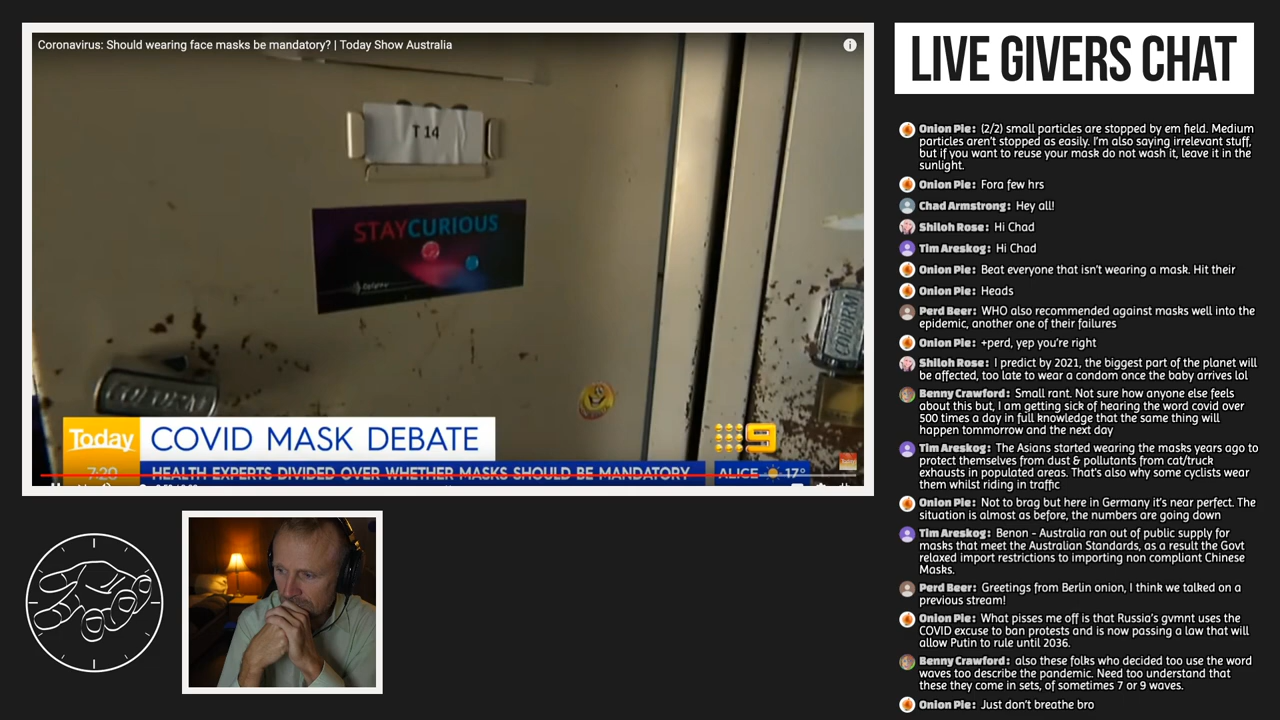 Coronavirus: Should wearing face masks be mandatory? | Today Show Australia
T 14
STAYCURIOUS
Today
COVID MASK DEBATE
7:20
HEALTH EXPERTS DIVIDED OVER WHETHER MASKS SHOULD BE MANDATORY
ALICE 17°
LIVE GIVERS CHAT
Onion Pie: (2/2) small particles are stopped by em field. Medium
particles aren't stopped as easily. I'm also saying irrelevant stuff,
but if you want to reuse your mask do not wash it, leave it in the
sunlight.
Onion Pie: Fora few hrs
Chad Armstrong: Hey all!
Shiloh Rose: Hi Chad
Tim Areskog: Hi Chad
Onion Pie: Beat everyone that isn't wearing a mask. Hit their
Onion Pie: Heads
Perd Beer: WHO also recommended against masks well into the
epidemic, another one of their failures
Onion Pie: +perd, yep you're right
Shiloh Rose: I predict by 2021, the biggest part of the planet will
be affected, too late to wear a condom once the baby arrives lol
Benny Crawford: Small rant. Not sure how anyone else feels
about this but, I am getting sick of hearing the word covid over
500 times a day in full knowledge that the same thing will
happen tommorrow and the next day
Tim Areskog: The Asians started wearing the masks years ago to
protect themselves from dust & pollutants from cat/truck
exhausts in populated areas. That's also why some cyclists wear
them whilst riding in traffic
Onion Pie: Not to brag but here in Germany it's near perfect. The
situation is almost as before, the numbers are going down
Tim Areskog: Benon - Australia ran out of public supply for
masks that meet the Australian Standards, as a result the Govt
relaxed import restrictions to importing non compliant Chinese
Masks.
Perd Beer: Greetings from Berlin onion, I think we talked on a
previous stream!
Onion Pie: What pisses me off is that Russia's gvmnt uses the
COVID excuse to ban protests and is now passing a law that will
allow Putin to rule until 2036.
Benny Crawford: also these folks who decided too use the word
waves too describe the pandemic. Need too understand that
these they come in sets, of sometimes 7 or 9 waves.
Onion Pie: Just don't breathe bro